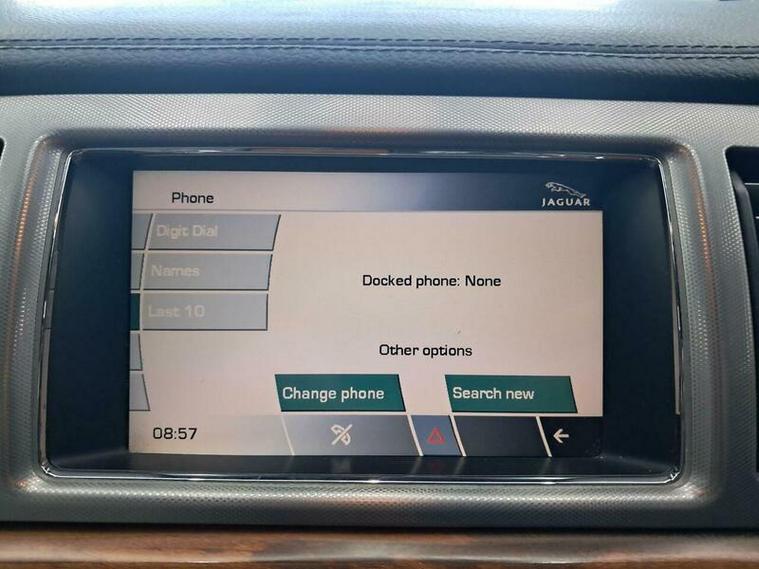 Phone
JAGUAR
Digit Dial
Names
Last 10
Docked phone: None
Other options
Change phone
Search new
08:57